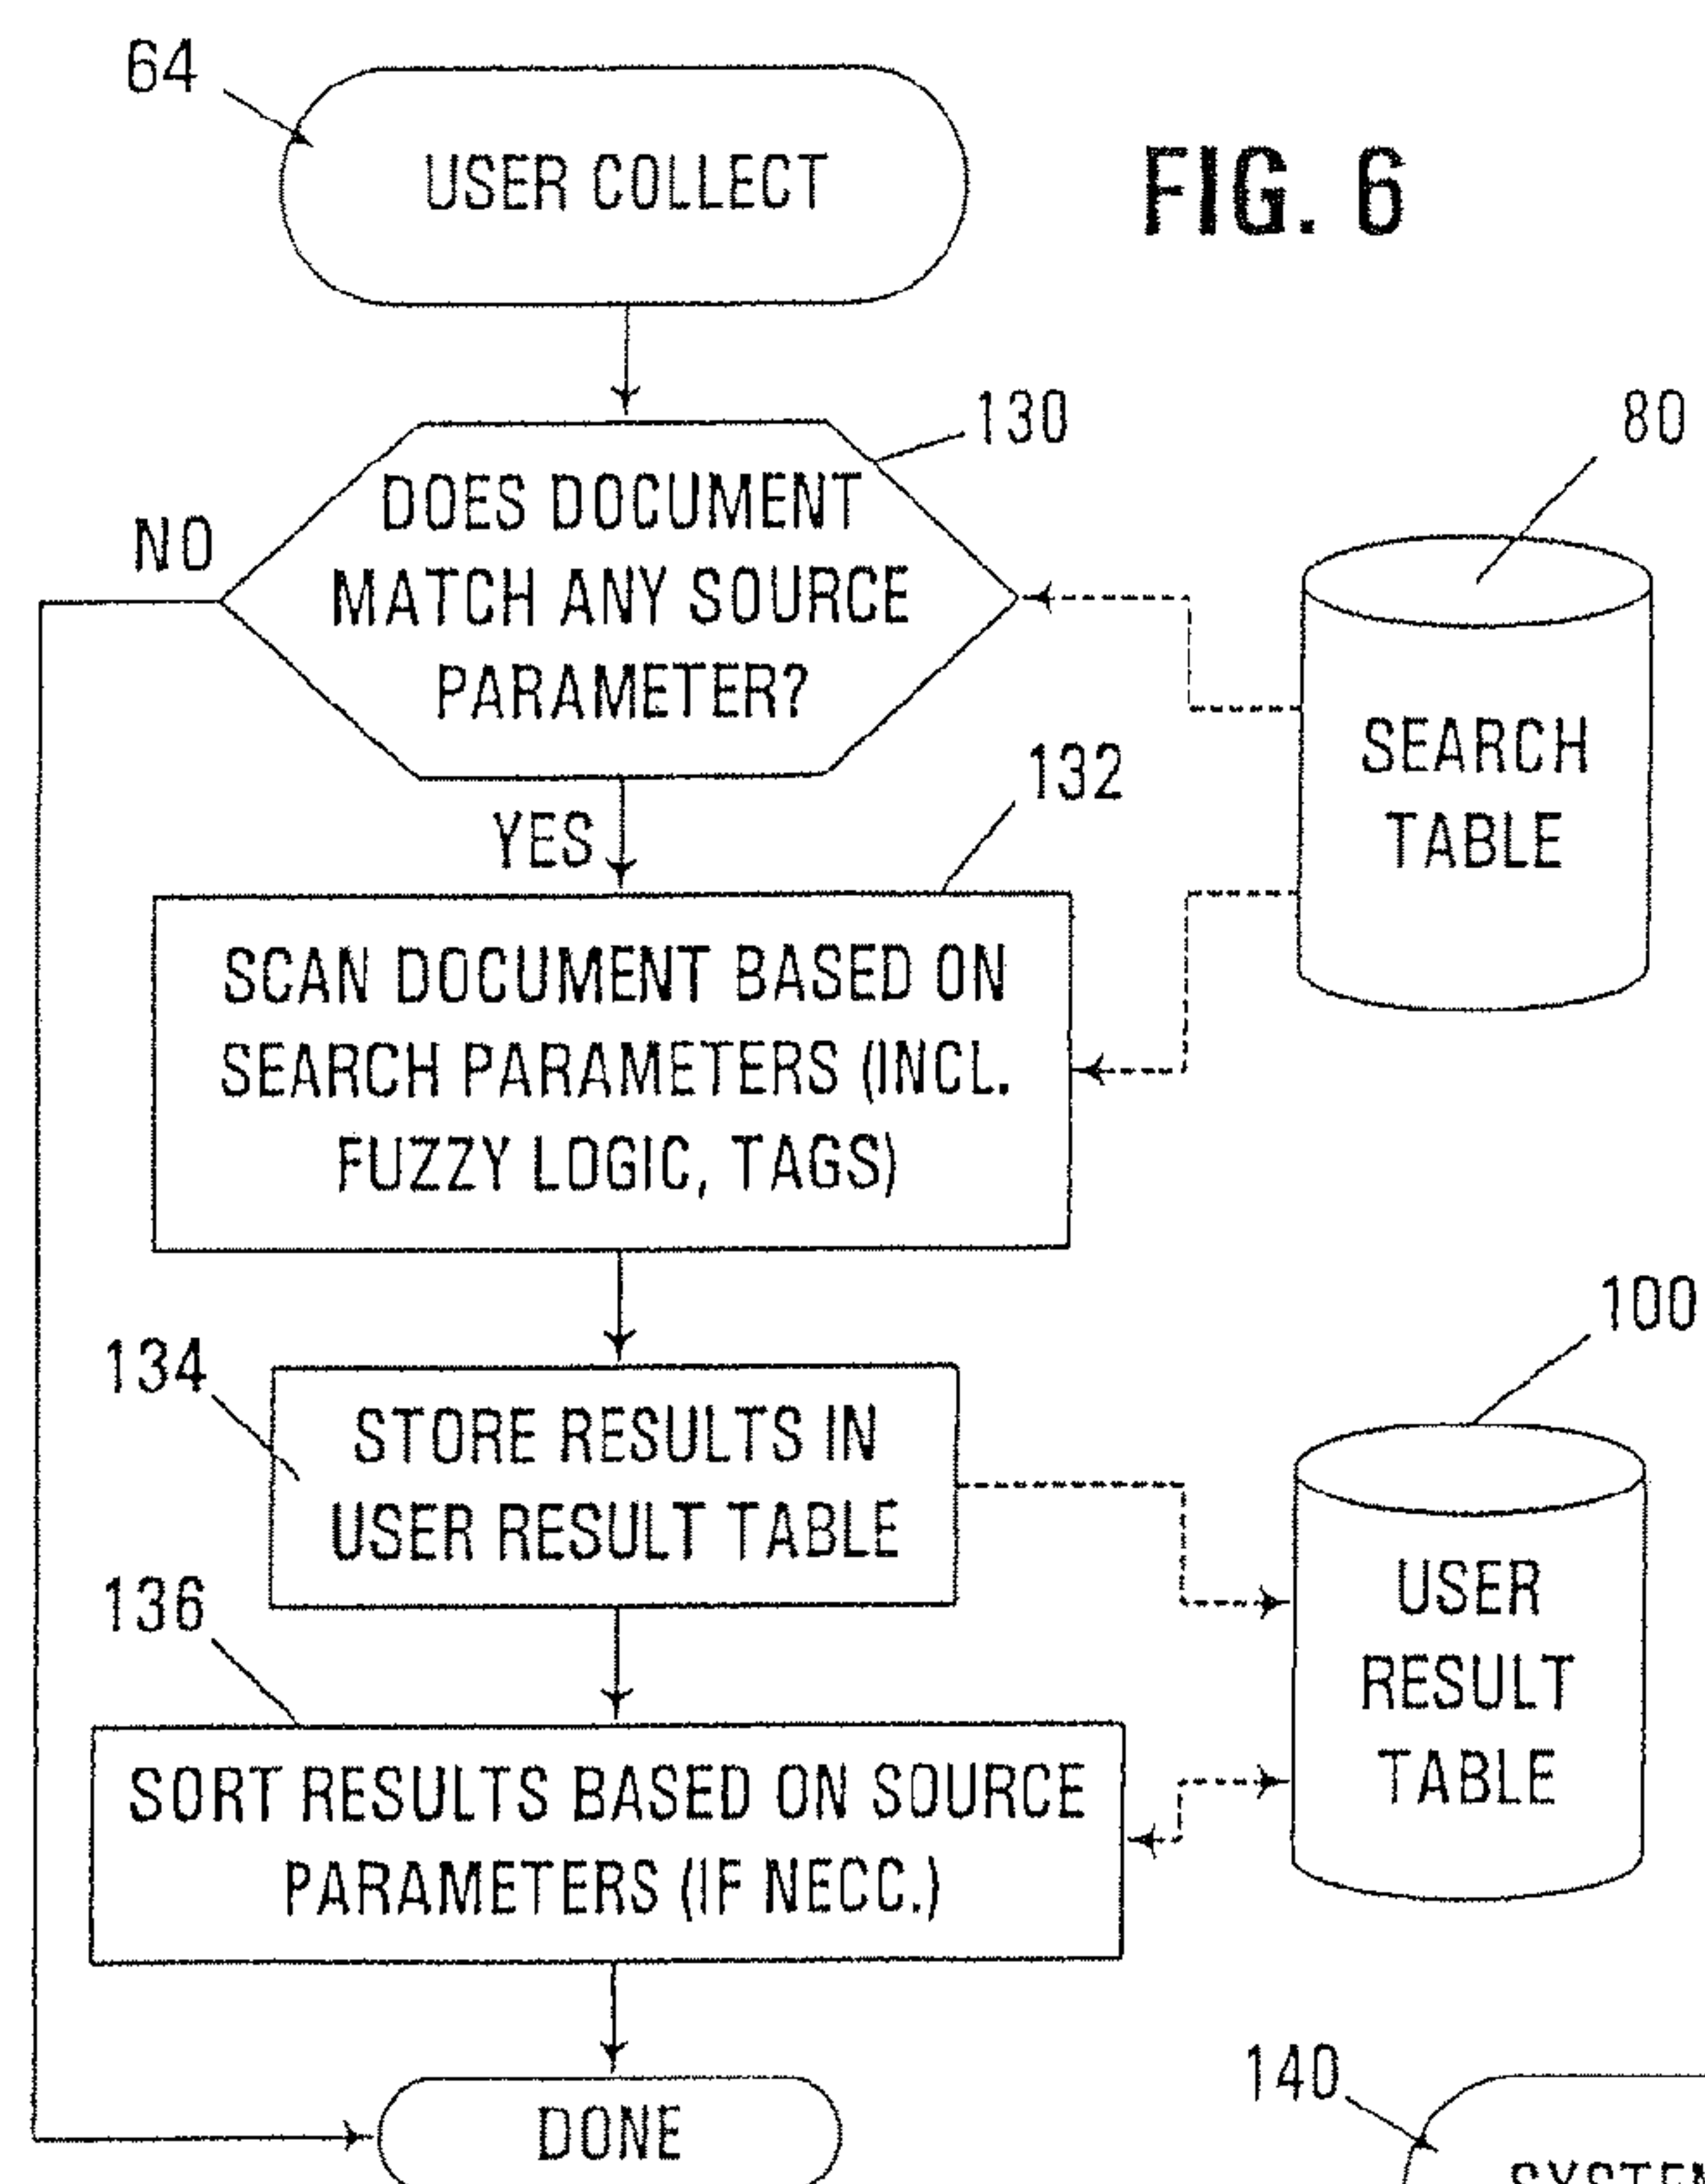 64
USER COLLECT
FIG. 6
130
80
DOES DOCUMENT
MATCH ANY SOURCE
PARAMETER?
NO
SEARCH
TABLE
YES
132
SCAN DOCUMENT BASED ON
SEARCH PARAMETERS (INCL.
FUZZY LOGIC, TAGS)
100
134
STORE RESULTS IN
USER RESULT TABLE
USER
RESULT
TABLE
136
SORT RESULTS BASED ON SOURCE
PARAMETERS (IF NECC.)
140
DONE